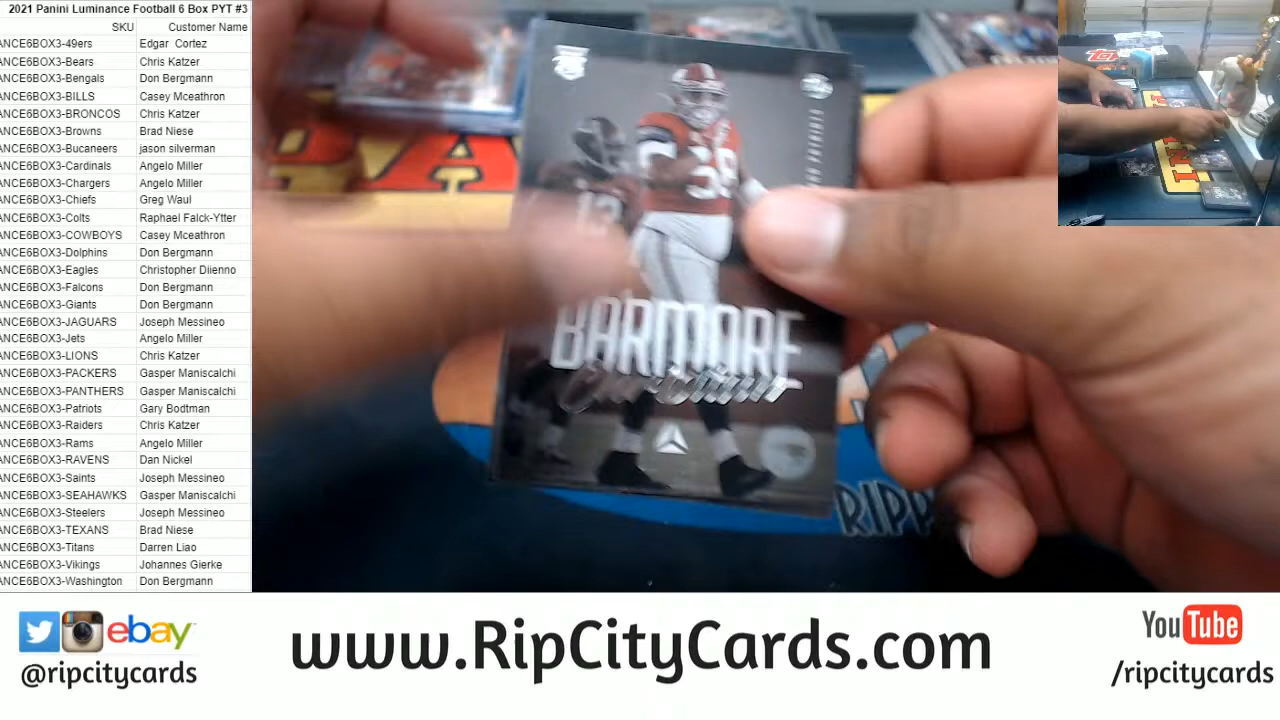 2021 Panini Luminance Football 6 Box PYT #3
SKU Customer Name
ANCE6BOX3-49ers Edgar Cortez
ANCE6BOX3-Bears Chris Katzer
ANCE6BOX3-Bengals Don Bergmann
ANCE6BOX3-BILLS Casey Mceathron
ANCE6BOX3-BRONCOS Chris Katzer
ANCE6BOX3-Browns Brad Niese
ANCE6BOX3-Bucaneers jason silverman
ANCE6BOX3-Cardinals Angelo Miller
ANCE6BOX3-Chargers Angelo Miller
ANCE6BOX3-Chiefs Greg Waul
ANCE6BOX3-Colts Raphael Falck-Ytter
ANCE6BOX3-COWBOYS Casey Mceathron
ANCE6BOX3-Dolphins Don Bergmann
ANCE6BOX3-Eagles Christopher Diienno
ANCE6BOX3-Falcons Don Bergmann
ANCE6BOX3-Giants Don Bergmann
ANCE6BOX3-JAGUARS Joseph Messineo
ANCE6BOX3-Jets Angelo Miller
ANCE6BOX3-LIONS Chris Katzer
ANCE6BOX3-PACKERS Gasper Maniscalchi
ANCE6BOX3-PANTHERS Gasper Maniscalchi
ANCE6BOX3-Patriots Gary Bodtman
ANCE6BOX3-Raiders Chris Katzer
ANCE6BOX3-Rams Angelo Miller
ANCE6BOX3-RAVENS Dan Nickel
ANCE6BOX3-Saints Joseph Messineo
ANCE6BOX3-SEAHAWKS Gasper Maniscalchi
ANCE6BOX3-Steelers Joseph Messineo
ANCE6BOX3-TEXANS Brad Niese
ANCE6BOX3-Titans Darren Liao
ANCE6BOX3-Vikings Johannes Gierke
ANCE6BOX3-Washington Don Bergmann
58
13
BARMORE
RIPP
ebay
@ripcitycards
www.RipCityCards.com
YouTube
/ripcitycards